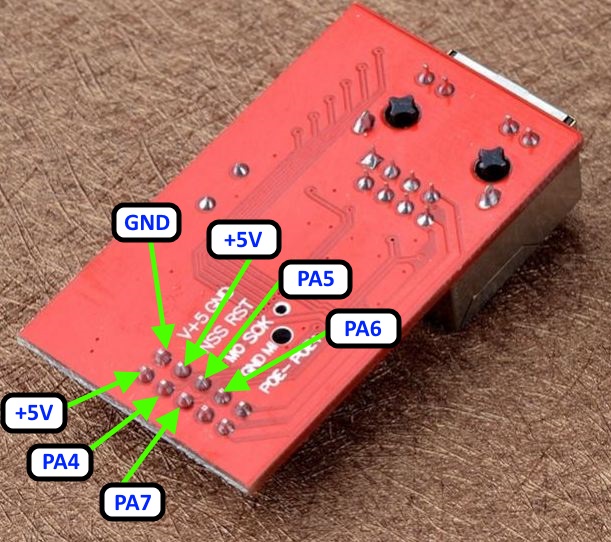 GND
+5V
PA5
PA6
V+5 GND
NSS RST
MO SCK
GND MI
POE- POE
+5V
PA4
PA7